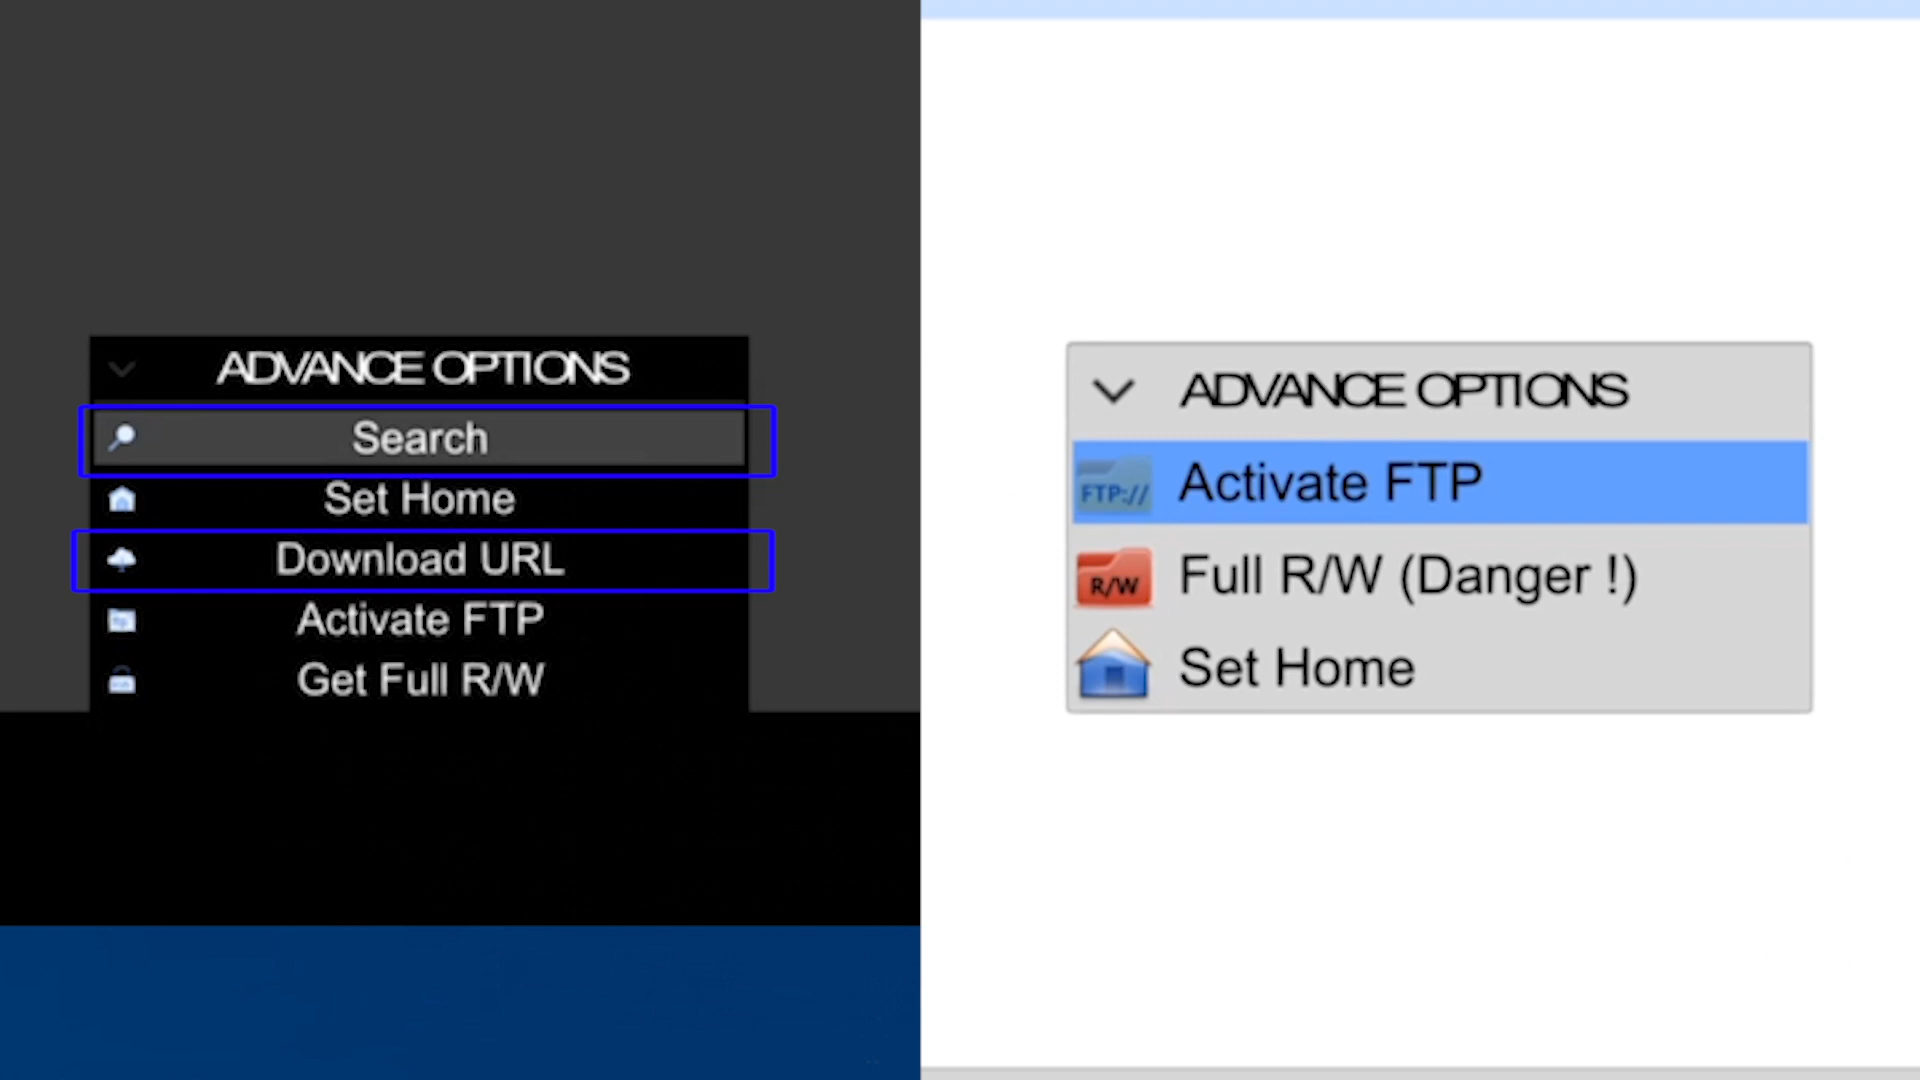 ADVANCE OPTIONS
Search
Set Home
Download URL
Activate FTP
Get Full R/W
ADVANCE OPTIONS
FTP:// Activate FTP
R/W Full R/W (Danger !)
Set Home